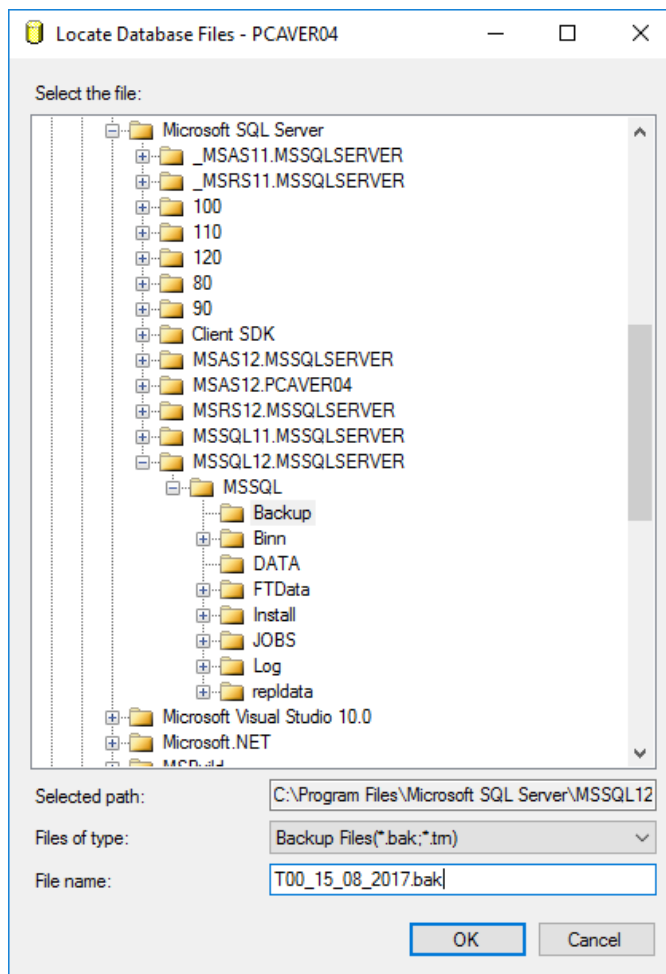 Locate Database Files - PCAVER04
Select the file:
Microsoft SQL Server
_MSAS11.MSSQLSERVER
_MSRS11.MSSQLSERVER
100
110
120
80
90
Client SDK
MSAS12.MSSQLSERVER
MSAS12.PCAVER04
MSRS12.MSSQLSERVER
MSSQL11.MSSQLSERVER
MSSQL12.MSSQLSERVER
MSSQL
Backup
Binn
DATA
FTData
Install
JOBS
Log
repldata
Microsoft Visual Studio 10.0
Microsoft.NET
MSBuild
Selected path: C:\Program Files\Microsoft SQL Server\MSSQL12
Files of type: Backup Files(*.bak;*.trn)
File name: T00_15_08_2017.bak
OK Cancel